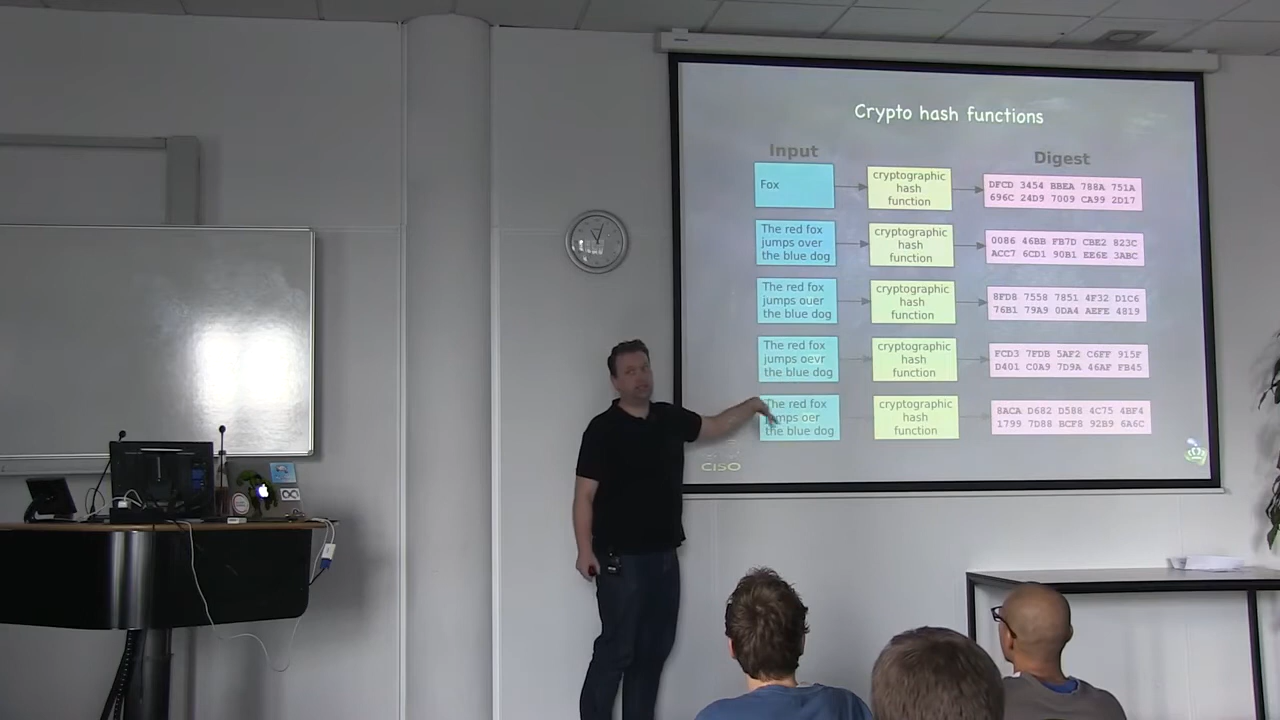 Crypto hash functions
Input
Digest
Fox
cryptographic
hash
function
DFCD 3454 BBEA 788A 751A
696C 24D9 7009 CA99 2D17
The red fox
jumps over
the blue dog
cryptographic
hash
function
0086 46BB FB7D CBE2 823C
ACC7 6CD1 90B1 EE6E 3ABC
The red fox
jumps ouer
the blue dog
cryptographic
hash
function
8FD8 7558 7851 4F32 D1C6
76B1 79A9 0DA4 AEFE 4819
The red fox
jumps oevr
the blue dog
cryptographic
hash
function
FCD3 7FDB 5AF2 C6FF 915F
D401 C0A9 7D9A 46AF FB45
The red fox
jumps oer
the blue dog
cryptographic
hash
function
8ACA D682 D588 4C75 4BF4
1799 7D88 BCF8 92B9 6A6C
CISO